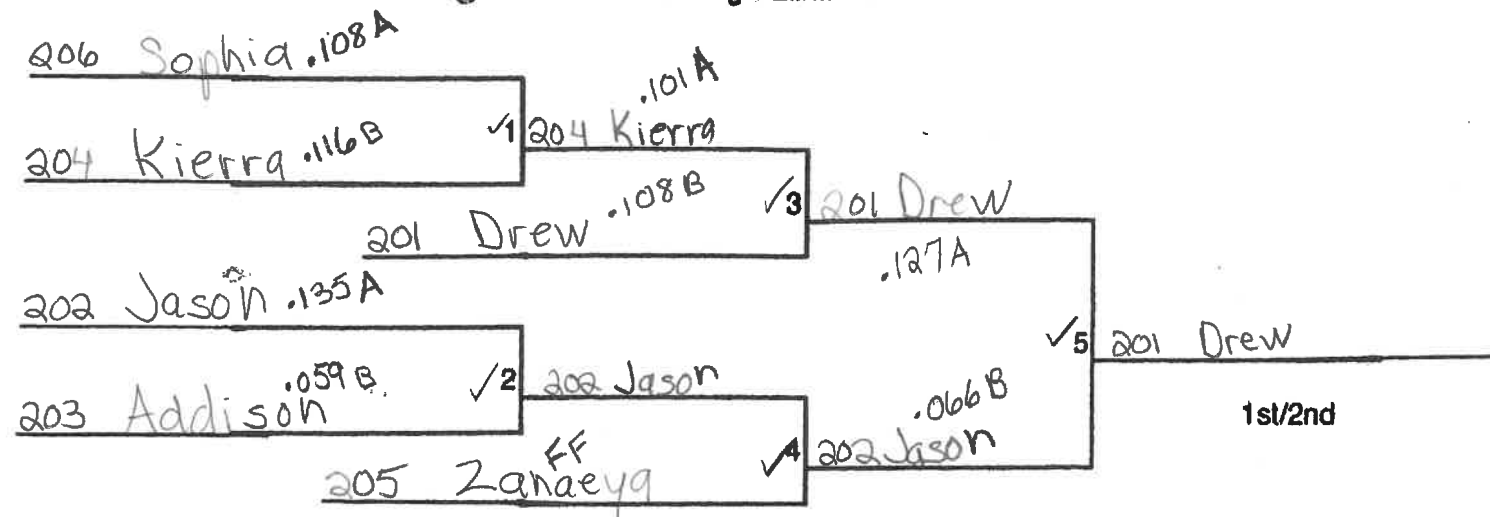 206 Sophia .108 A
204 Kierra .116 B
✓1
204 Kierra .101 A
201 Drew .108 B
✓3
201 Drew
.127 A
202 Jason .135 A
203 Addison .059 B
✓2
202 Jason
205 Zanaeya FF
✓4
202 Jason .066 B
✓5
201 Drew
1st/2nd